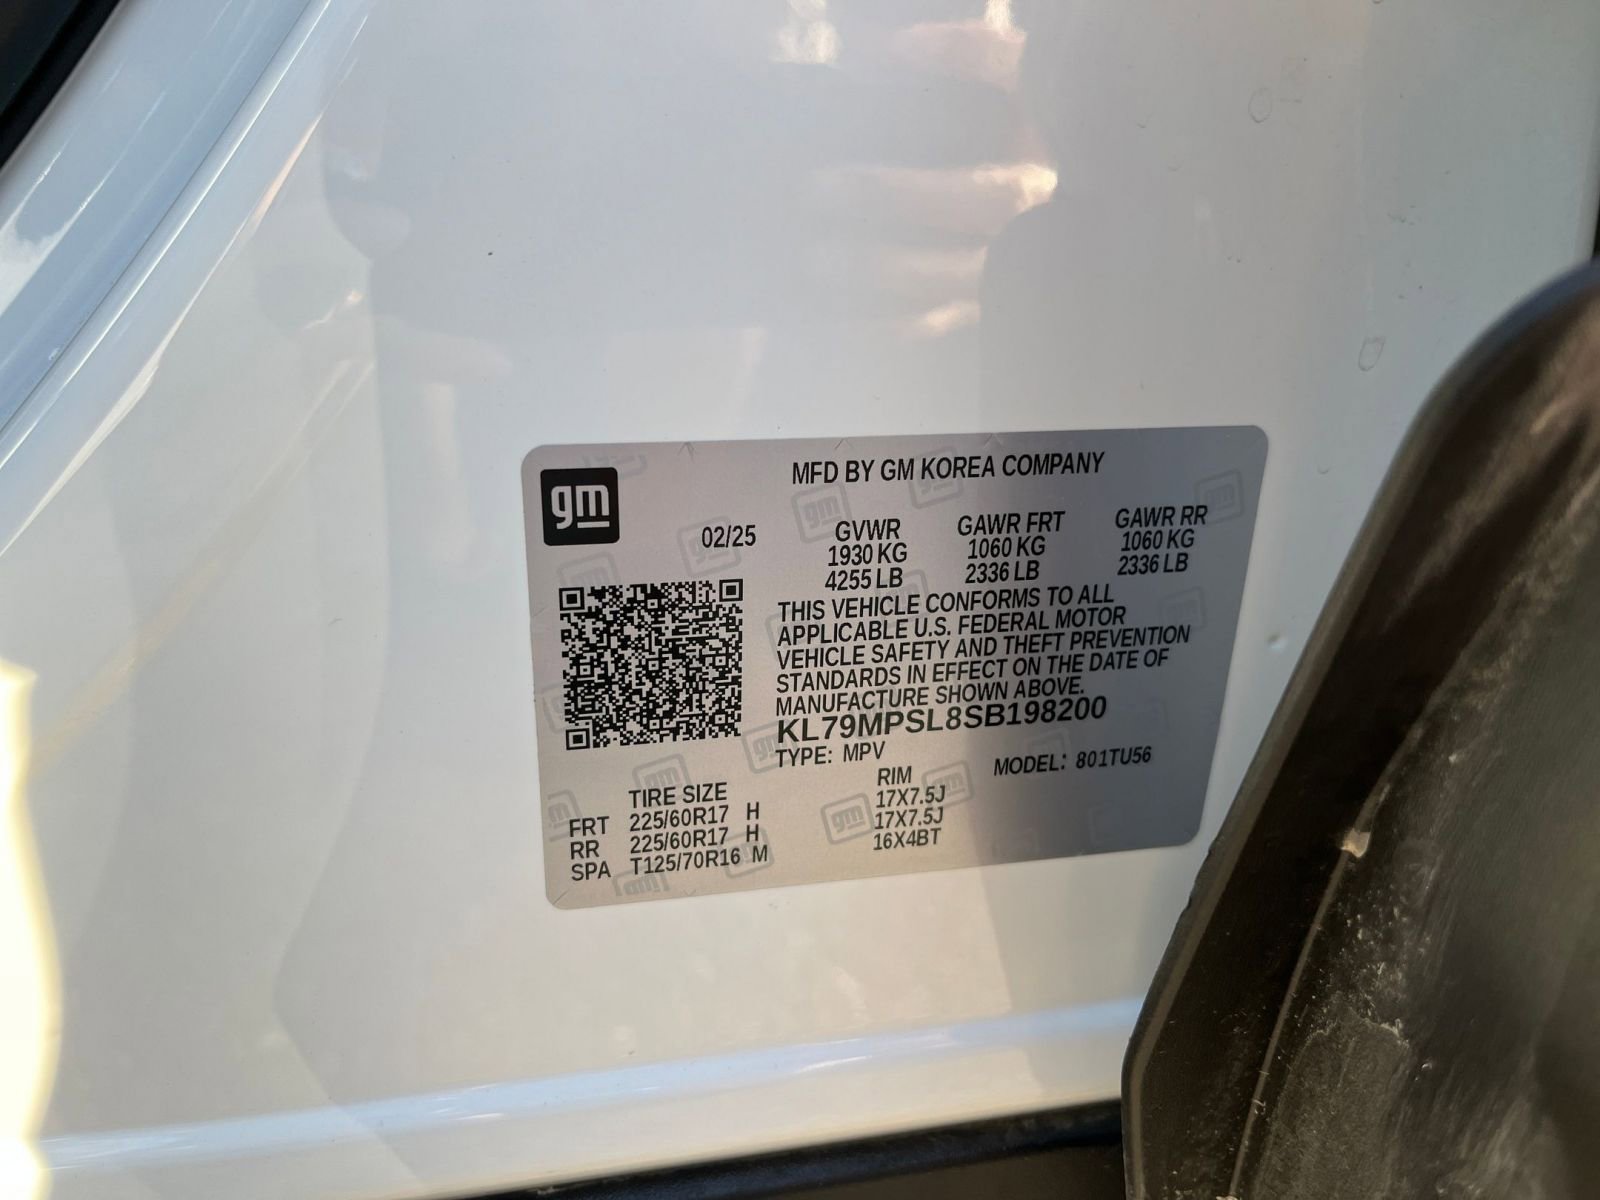 gm
MFD BY GM KOREA COMPANY
02/25
GVWR GAWR FRT GAWR RR
1930 KG 1060 KG 1060 KG
4255 LB 2336 LB 2336 LB
THIS VEHICLE CONFORMS TO ALL
APPLICABLE U.S. FEDERAL MOTOR
VEHICLE SAFETY AND THEFT PREVENTION
STANDARDS IN EFFECT ON THE DATE OF
MANUFACTURE SHOWN ABOVE.
KL79MPSL8SB198200
TYPE: MPV MODEL: 801TU56
TIRE SIZE RIM
FRT 225/60R17 H 17X7.5J
RR 225/60R17 H 17X7.5J
SPA T125/70R16 M 16X4BT